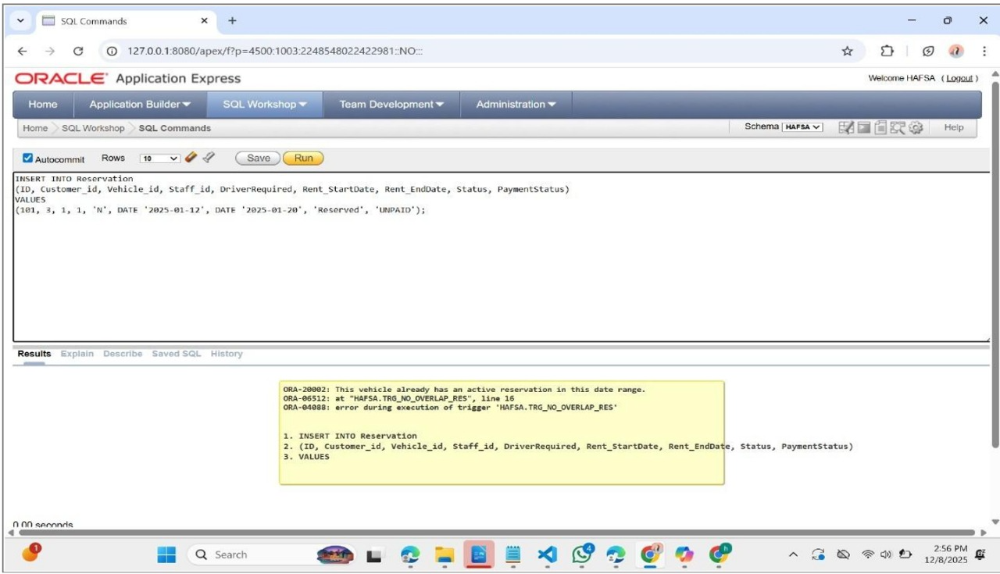 SQL Commands
127.0.0.1:8080/apex/f?p=4500:1003:2248548022422981::NO:::
ORACLE Application Express
Welcome HAFSA ( Logout )
Home Application Builder SQL Workshop Team Development Administration
Home SQL Workshop SQL Commands
Schema HAFSA Help
Autocommit Rows 10 Save Run
INSERT INTO Reservation
(ID, Customer_id, Vehicle_id, Staff_id, DriverRequired, Rent_StartDate, Rent_EndDate, Status, PaymentStatus)
VALUES
(101, 3, 1, 1, 'N', DATE '2025-01-12', DATE '2025-01-20', 'Reserved', 'UNPAID');
Results Explain Describe Saved SQL History
ORA-20002: This vehicle already has an active reservation in this date range.
ORA-06512: at "HAFSA.TRG_NO_OVERLAP_RES", line 16
ORA-04088: error during execution of trigger 'HAFSA.TRG_NO_OVERLAP_RES'
1. INSERT INTO Reservation
2. (ID, Customer_id, Vehicle_id, Staff_id, DriverRequired, Rent_StartDate, Rent_EndDate, Status, PaymentStatus)
3. VALUES
0.00 seconds
1
Search
4
2:56 PM
12/8/2025